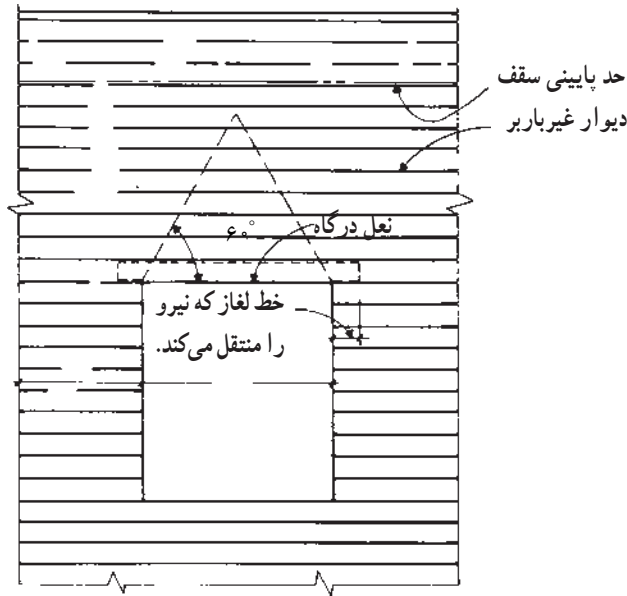 حد پایینی سقف
دیوار غیرباربر
نعل درگاه
۶۰°
خط لغاز که نیرو
را منتقل می‌کند.